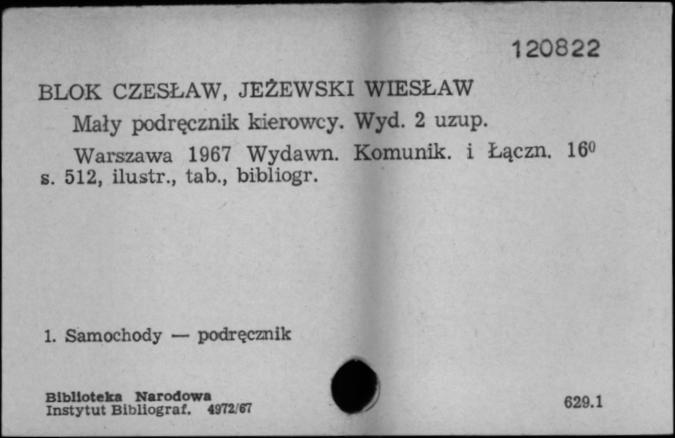 120822
BLOK CZESŁAW, JEŻEWSKI WIESŁAW
Mały podręcznik kierowcy. Wyd. 2 uzup.
Warszawa 1967 Wydawn. Komunik. i Łączn. 16⁰
s. 512, ilustr., tab., bibliogr.
1. Samochody — podręcznik
Biblioteka Narodowa
Instytut Bibliograf. 4972/67
629.1